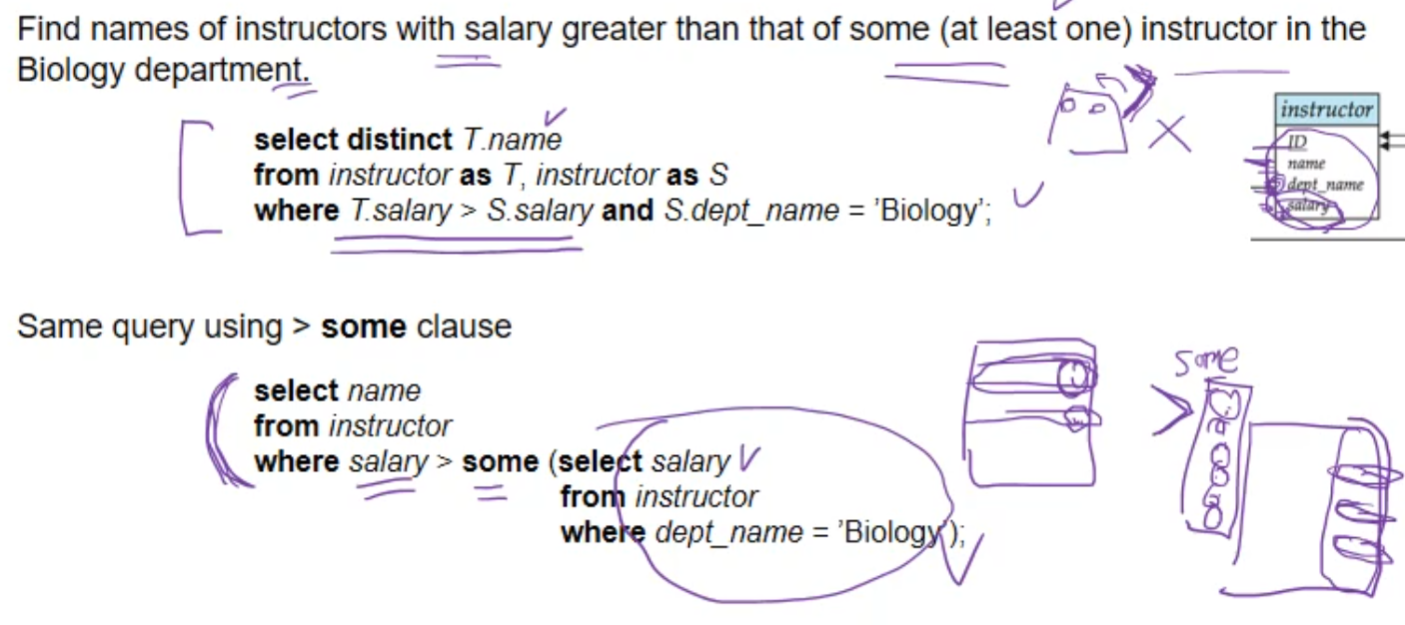 Find names of instructors with salary greater than that of some (at least one) instructor in the
Biology department.
select distinct T.name
from instructor as T, instructor as S
where T.salary > S.salary and S.dept_name = ’Biology’;
instructor
ID
name
dept_name
salary
Same query using > some clause
select name
from instructor
where salary > some (select salary
from instructor
where dept_name = ’Biology’);
some
>